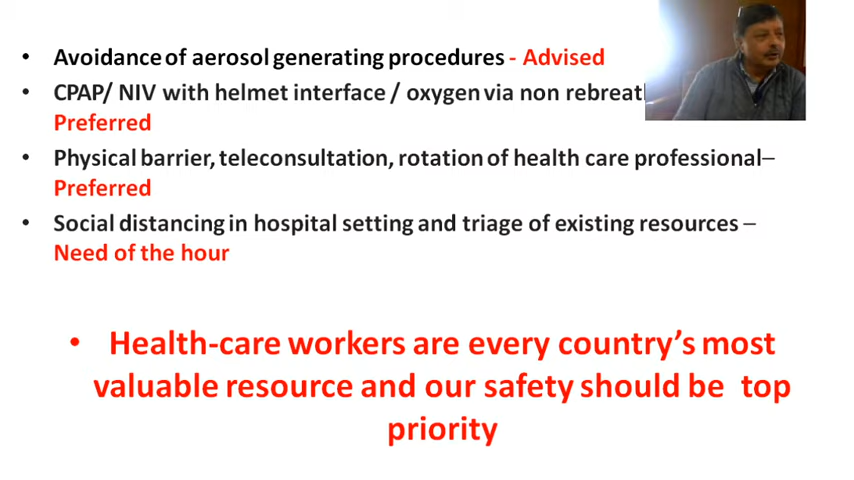 • Avoidance of aerosol generating procedures - Advised
• CPAP/ NIV with helmet interface / oxygen via non
Preferred
• Physical barrier, teleconsultation, rotation of health care professional–
Preferred
• Social distancing in hospital setting and triage of existing resources –
Need of the hour
• Health-care workers are every country's most
valuable resource and our safety should be top
priority